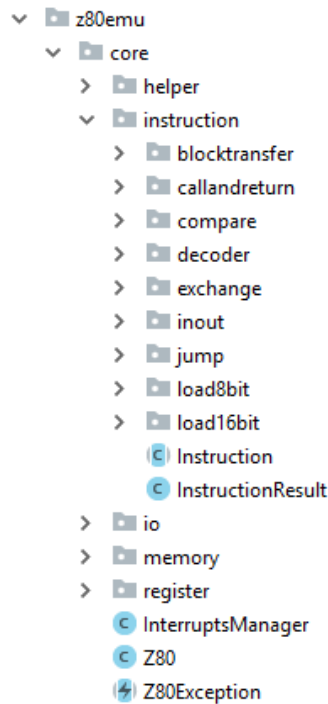 z80emu
core
helper
instruction
blocktransfer
callandreturn
compare
decoder
exchange
inout
jump
load8bit
load16bit
Instruction
InstructionResult
io
memory
register
InterruptsManager
Z80
Z80Exception